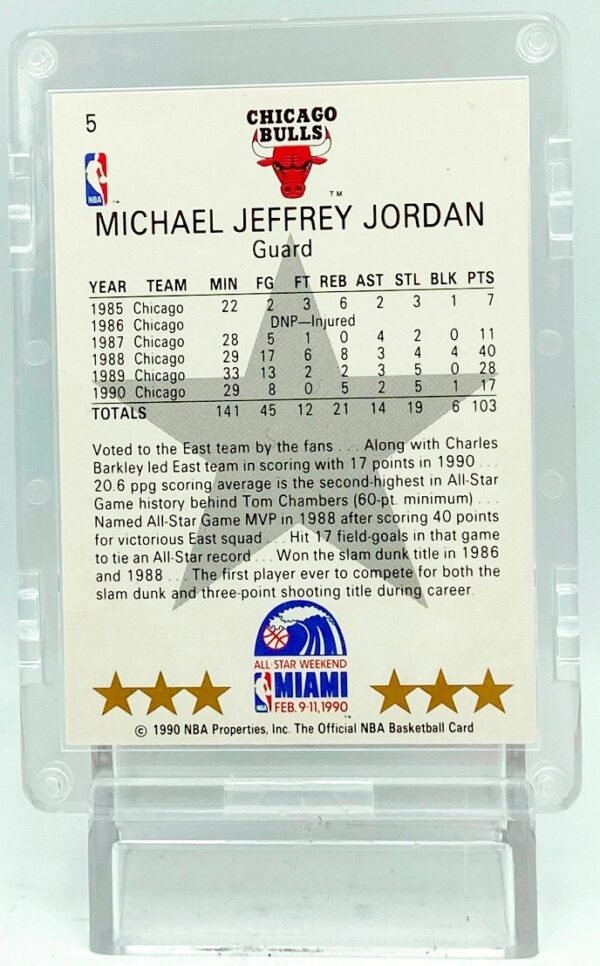 5
CHICAGO
BULLS
TM
NBA
MICHAEL JEFFREY JORDAN
Guard
YEAR TEAM MIN FG FT REB AST STL BLK PTS
1985 Chicago 22 2 3 6 2 3 1 7
1986 Chicago DNP—Injured
1987 Chicago 28 5 1 0 4 2 0 11
1988 Chicago 29 17 6 8 3 4 4 40
1989 Chicago 33 13 2 2 3 5 0 28
1990 Chicago 29 8 0 5 2 5 1 17
TOTALS 141 45 12 21 14 19 6 103
Voted to the East team by the fans . . . Along with Charles
Barkley led East team in scoring with 17 points in 1990 . . .
20.6 ppg scoring average is the second-highest in All-Star
Game history behind Tom Chambers (60-pt. minimum) . . .
Named All-Star Game MVP in 1988 after scoring 40 points
for victorious East squad . . . Hit 17 field-goals in that game
to tie an All-Star record . . . Won the slam dunk title in 1986
and 1988 . . . The first player ever to compete for both the
slam dunk and three-point shooting title during career.
ALL-STAR WEEKEND
NBA MIAMI
FEB. 9-11, 1990
© 1990 NBA Properties, Inc. The Official NBA Basketball Card